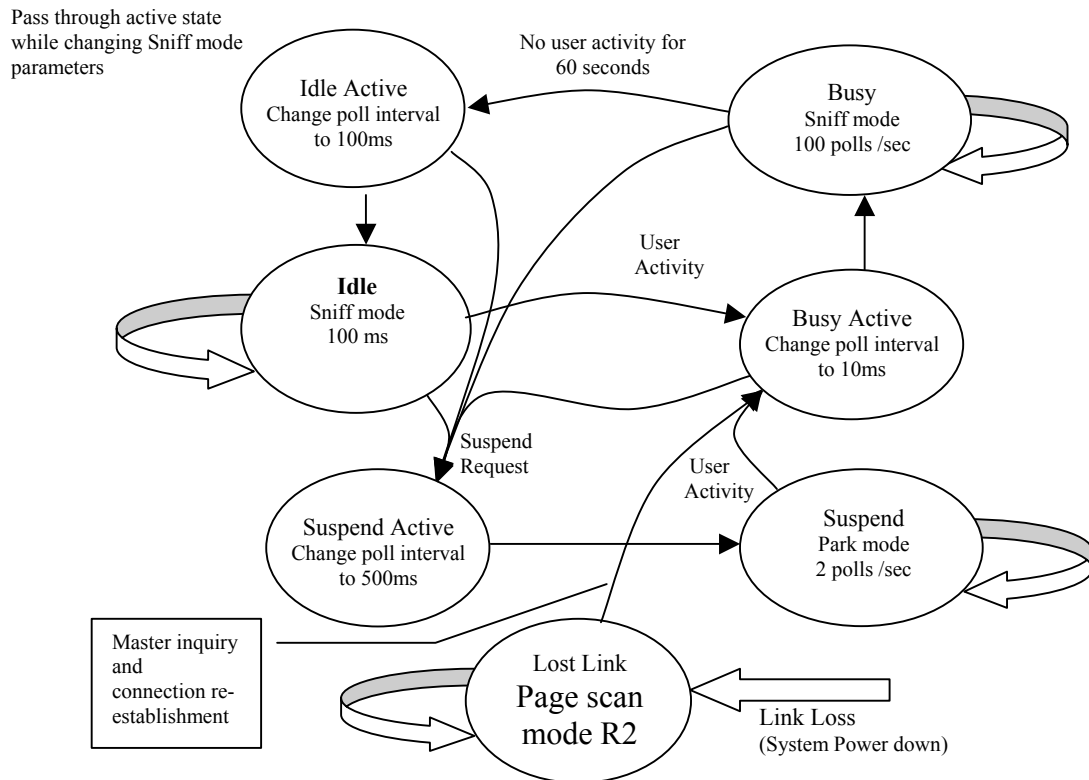 Pass through active state
while changing Sniff mode
parameters
No user activity for
60 seconds
Idle Active
Change poll interval
to 100ms
Busy
Sniff mode
100 polls /sec
User
Activity
Idle
Sniff mode
100 ms
Busy Active
Change poll interval
to 10ms
Suspend
Request
User
Activity
Suspend Active
Change poll interval
to 500ms
Suspend
Park mode
2 polls /sec
Master inquiry
and
connection re-
establishment
Lost Link
Page scan
mode R2
Link Loss
(System Power down)